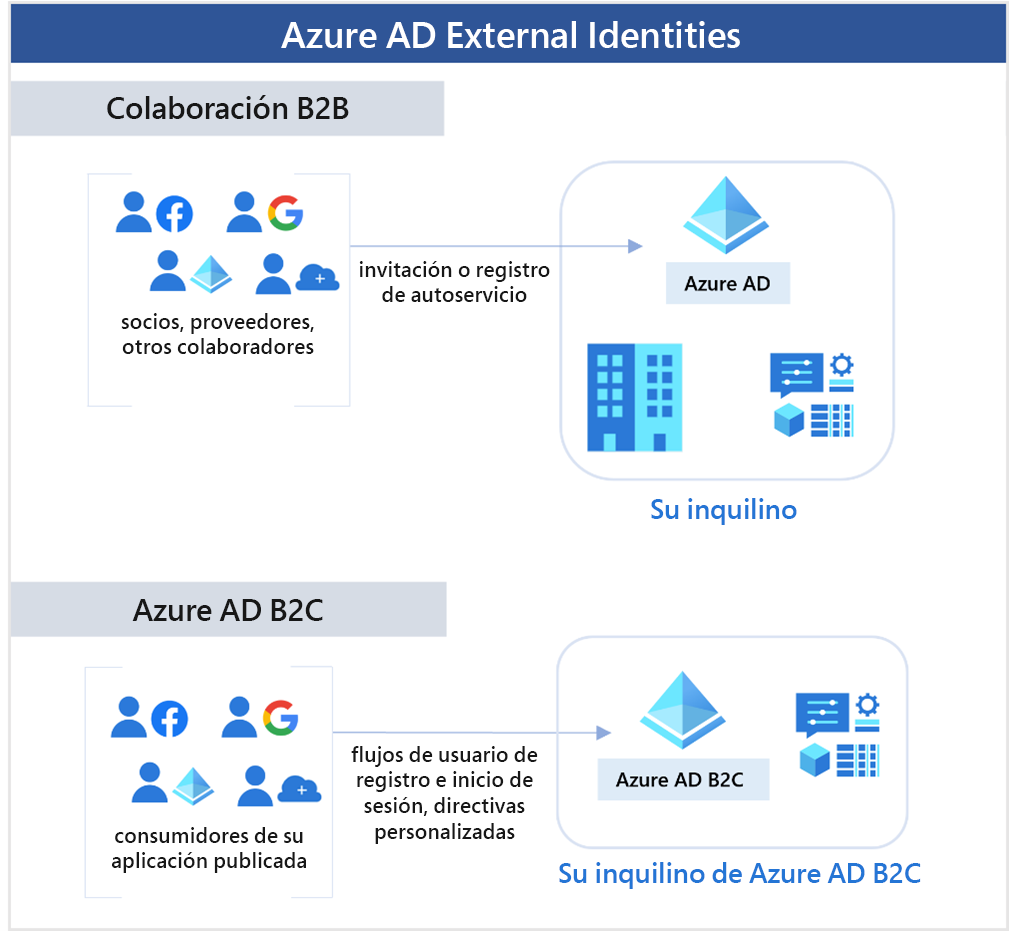 Azure AD External Identities
Colaboración B2B
socios, proveedores,
otros colaboradores
invitación o registro
de autoservicio
Azure AD
Su inquilino
Azure AD B2C
consumidores de su
aplicación publicada
flujos de usuario de
registro e inicio de
sesión, directivas
personalizadas
Azure AD B2C
Su inquilino de Azure AD B2C